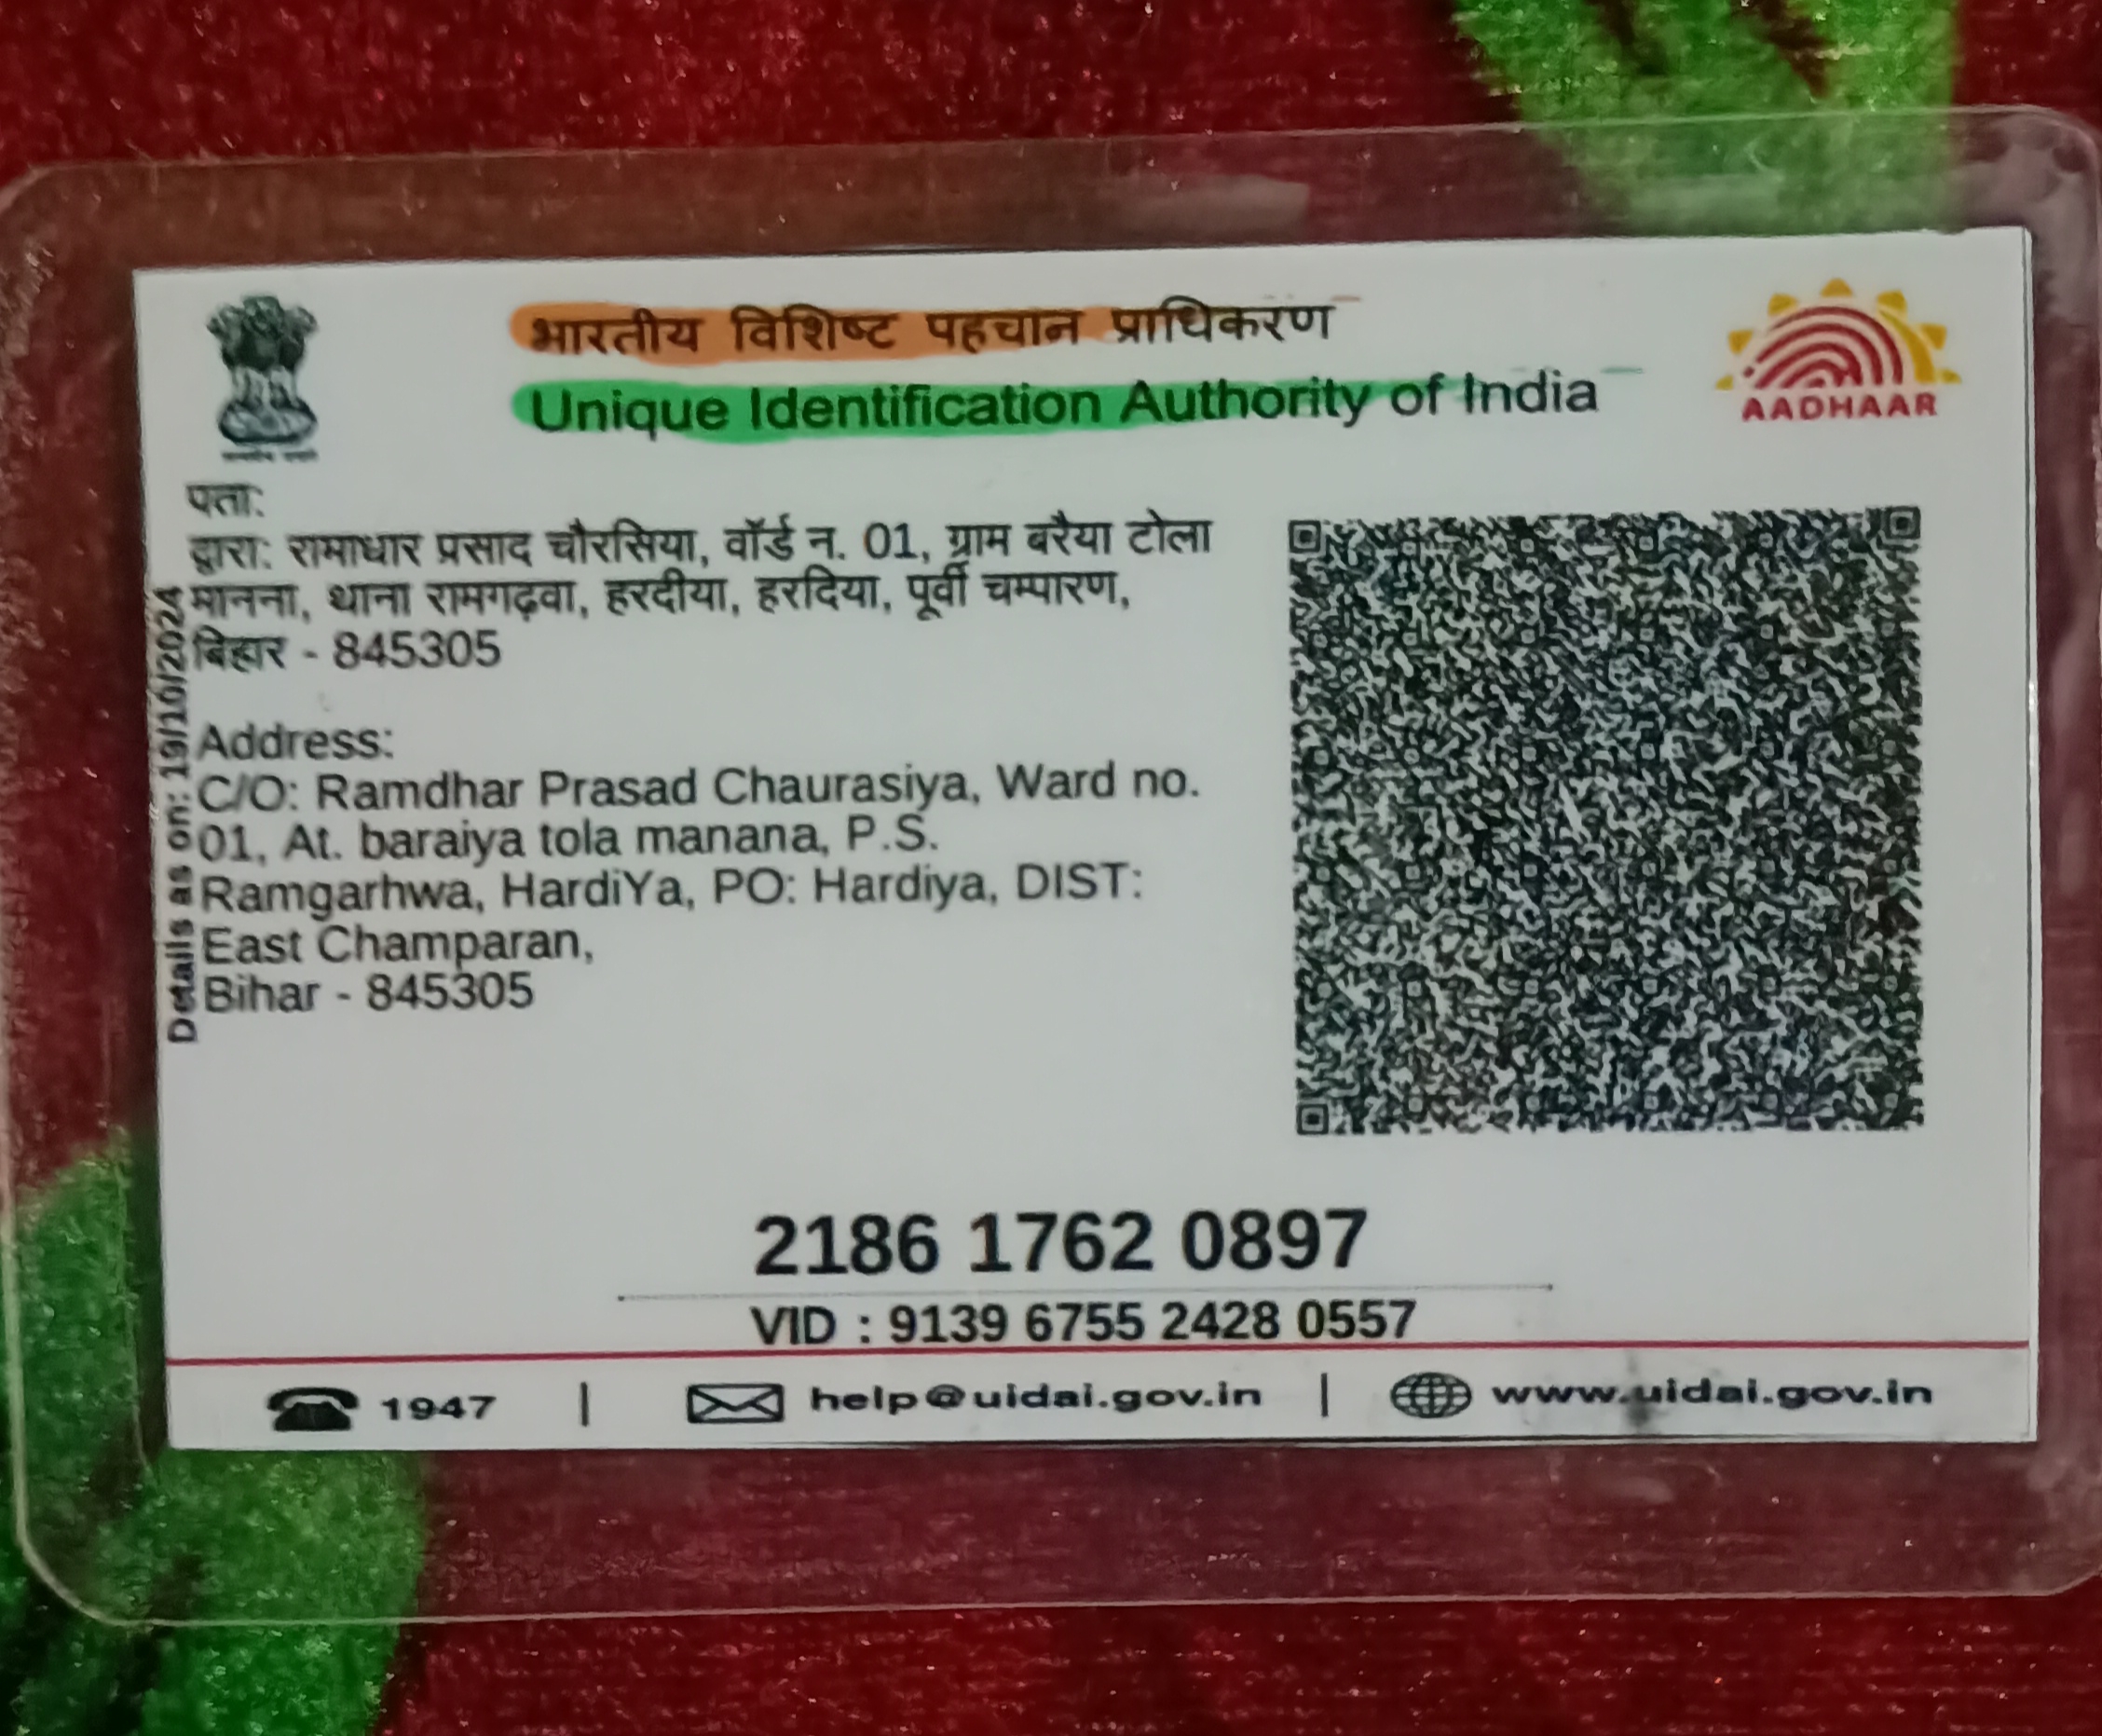 भारतीय विशिष्ट पहचान प्राधिकरण
Unique Identification Authority of India
AADHAAR
पता:
द्वारा: रामाधार प्रसाद चौरसिया, वॉर्ड न. 01, ग्राम बरैया टोला
मानना, थाना रामगढ़वा, हरदीया, हरदिया, पूर्वी चम्पारण,
बिहार - 845305
Details as on: 19/10/2024
Address:
C/O: Ramdhar Prasad Chaurasiya, Ward no.
01, At. baraiya tola manana, P.S.
Ramgarhwa, HardiYa, PO: Hardiya, DIST:
East Champaran,
Bihar - 845305
2186 1762 0897
VID : 9139 6755 2428 0557
1947 | help@uidai.gov.in | www.uidai.gov.in